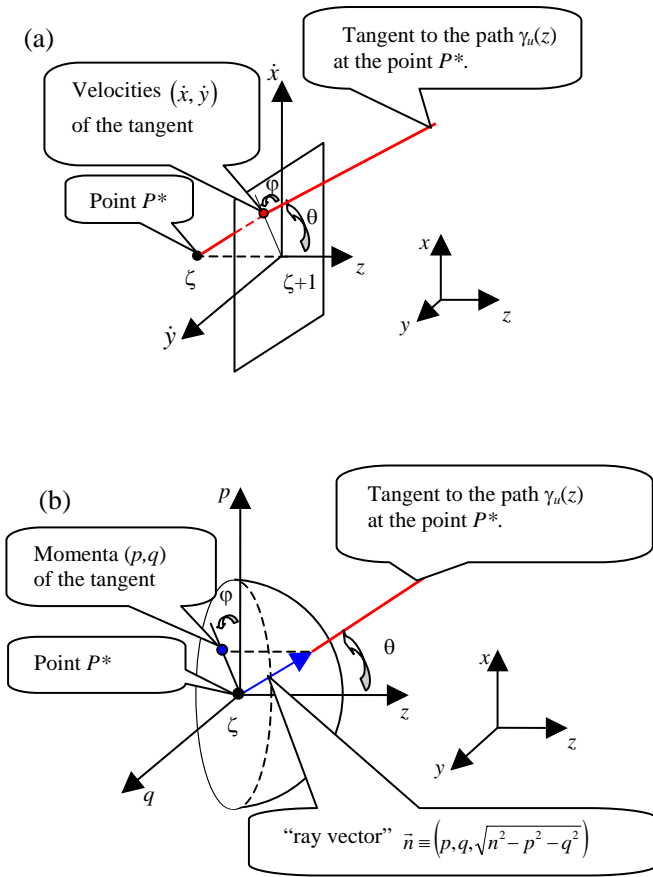 (a)
Tangent to the path γu(z)
at the point P*.
ẋ
Velocities (ẋ, ẏ)
of the tangent
φ
Point P*
θ
ζ
ζ+1
z
x
ẏ
y
z
(b)
p
Tangent to the path γu(z)
at the point P*.
Momenta (p,q)
of the tangent
φ
Point P*
θ
x
ζ
z
z
y
q
“ray vector” n⃗ ≡ (p, q, √n² − p² − q²)